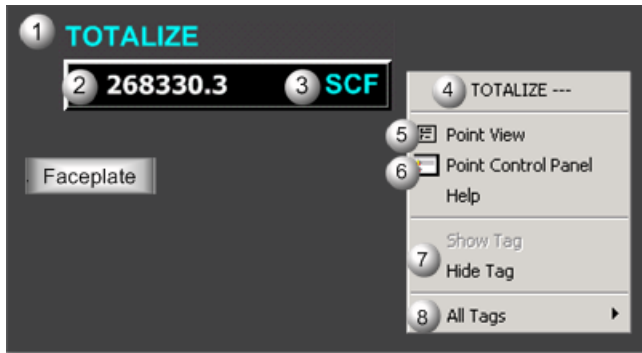 1 TOTALIZE
2 268330.3 3 SCF
4 TOTALIZE ---
5 Point View
6 Point Control Panel
Faceplate
Help
Show Tag
7
Hide Tag
8 All Tags